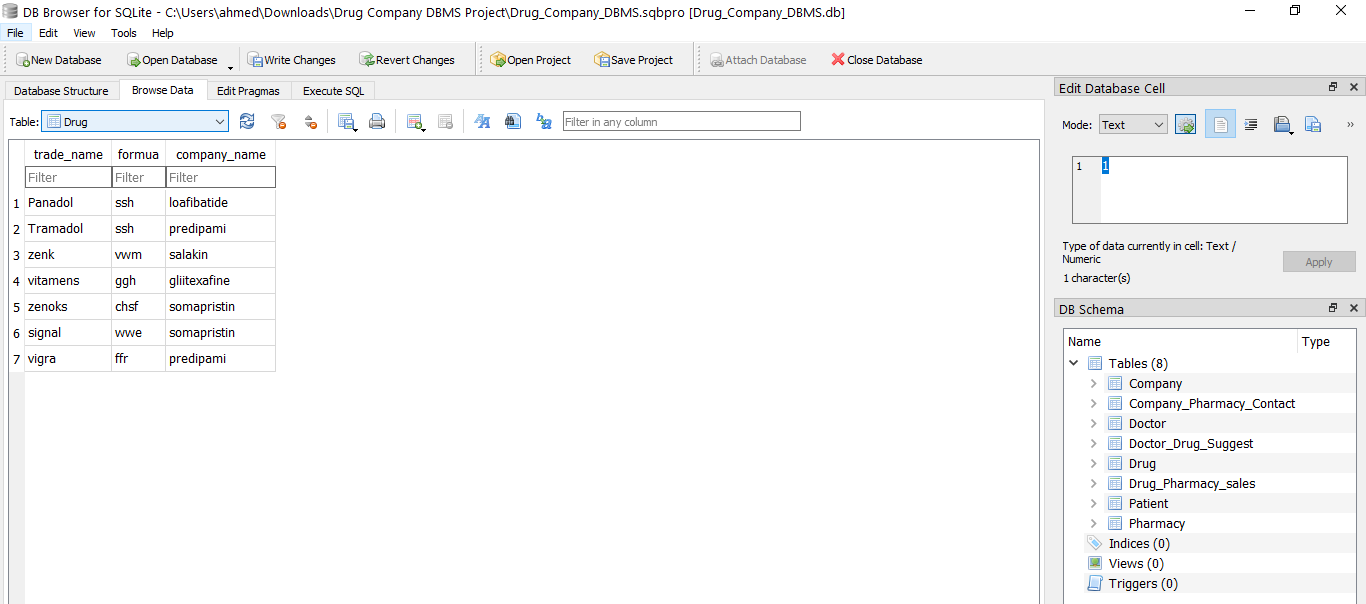 DB Browser for SQLite - C:\Users\ahmed\Downloads\Drug Company DBMS Project\Drug_Company_DBMS.sqbpro [Drug_Company_DBMS.db]
File Edit View Tools Help
New Database Open Database Write Changes Revert Changes Open Project Save Project Attach Database Close Database
Database Structure Browse Data Edit Pragmas Execute SQL
Table: Drug Filter in any column
trade_name formua company_name
Filter Filter Filter
1 Panadol ssh loafibatide
2 Tramadol ssh predipami
3 zenk vwm salakin
4 vitamens ggh gliitexafine
5 zenoks chsf somapristin
6 signal wwe somapristin
7 vigra ffr predipami
Edit Database Cell
Mode: Text
1 1
Type of data currently in cell: Text /
Numeric
1 character(s)
Apply
DB Schema
Name Type
Tables (8)
Company
Company_Pharmacy_Contact
Doctor
Doctor_Drug_Suggest
Drug
Drug_Pharmacy_sales
Patient
Pharmacy
Indices (0)
Views (0)
Triggers (0)